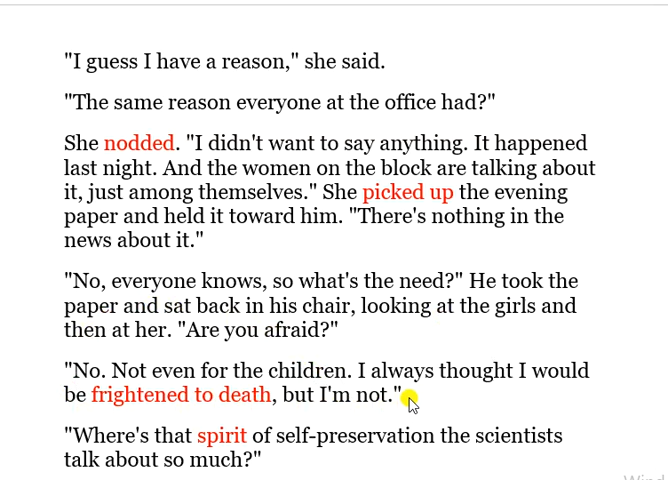 "I guess I have a reason," she said.
"The same reason everyone at the office had?"
She nodded. "I didn't want to say anything. It happened
last night. And the women on the block are talking about
it, just among themselves." She picked up the evening
paper and held it toward him. "There's nothing in the
news about it."
"No, everyone knows, so what's the need?" He took the
paper and sat back in his chair, looking at the girls and
then at her. "Are you afraid?"
"No. Not even for the children. I always thought I would
be frightened to death, but I'm not."
"Where's that spirit of self-preservation the scientists
talk about so much?"